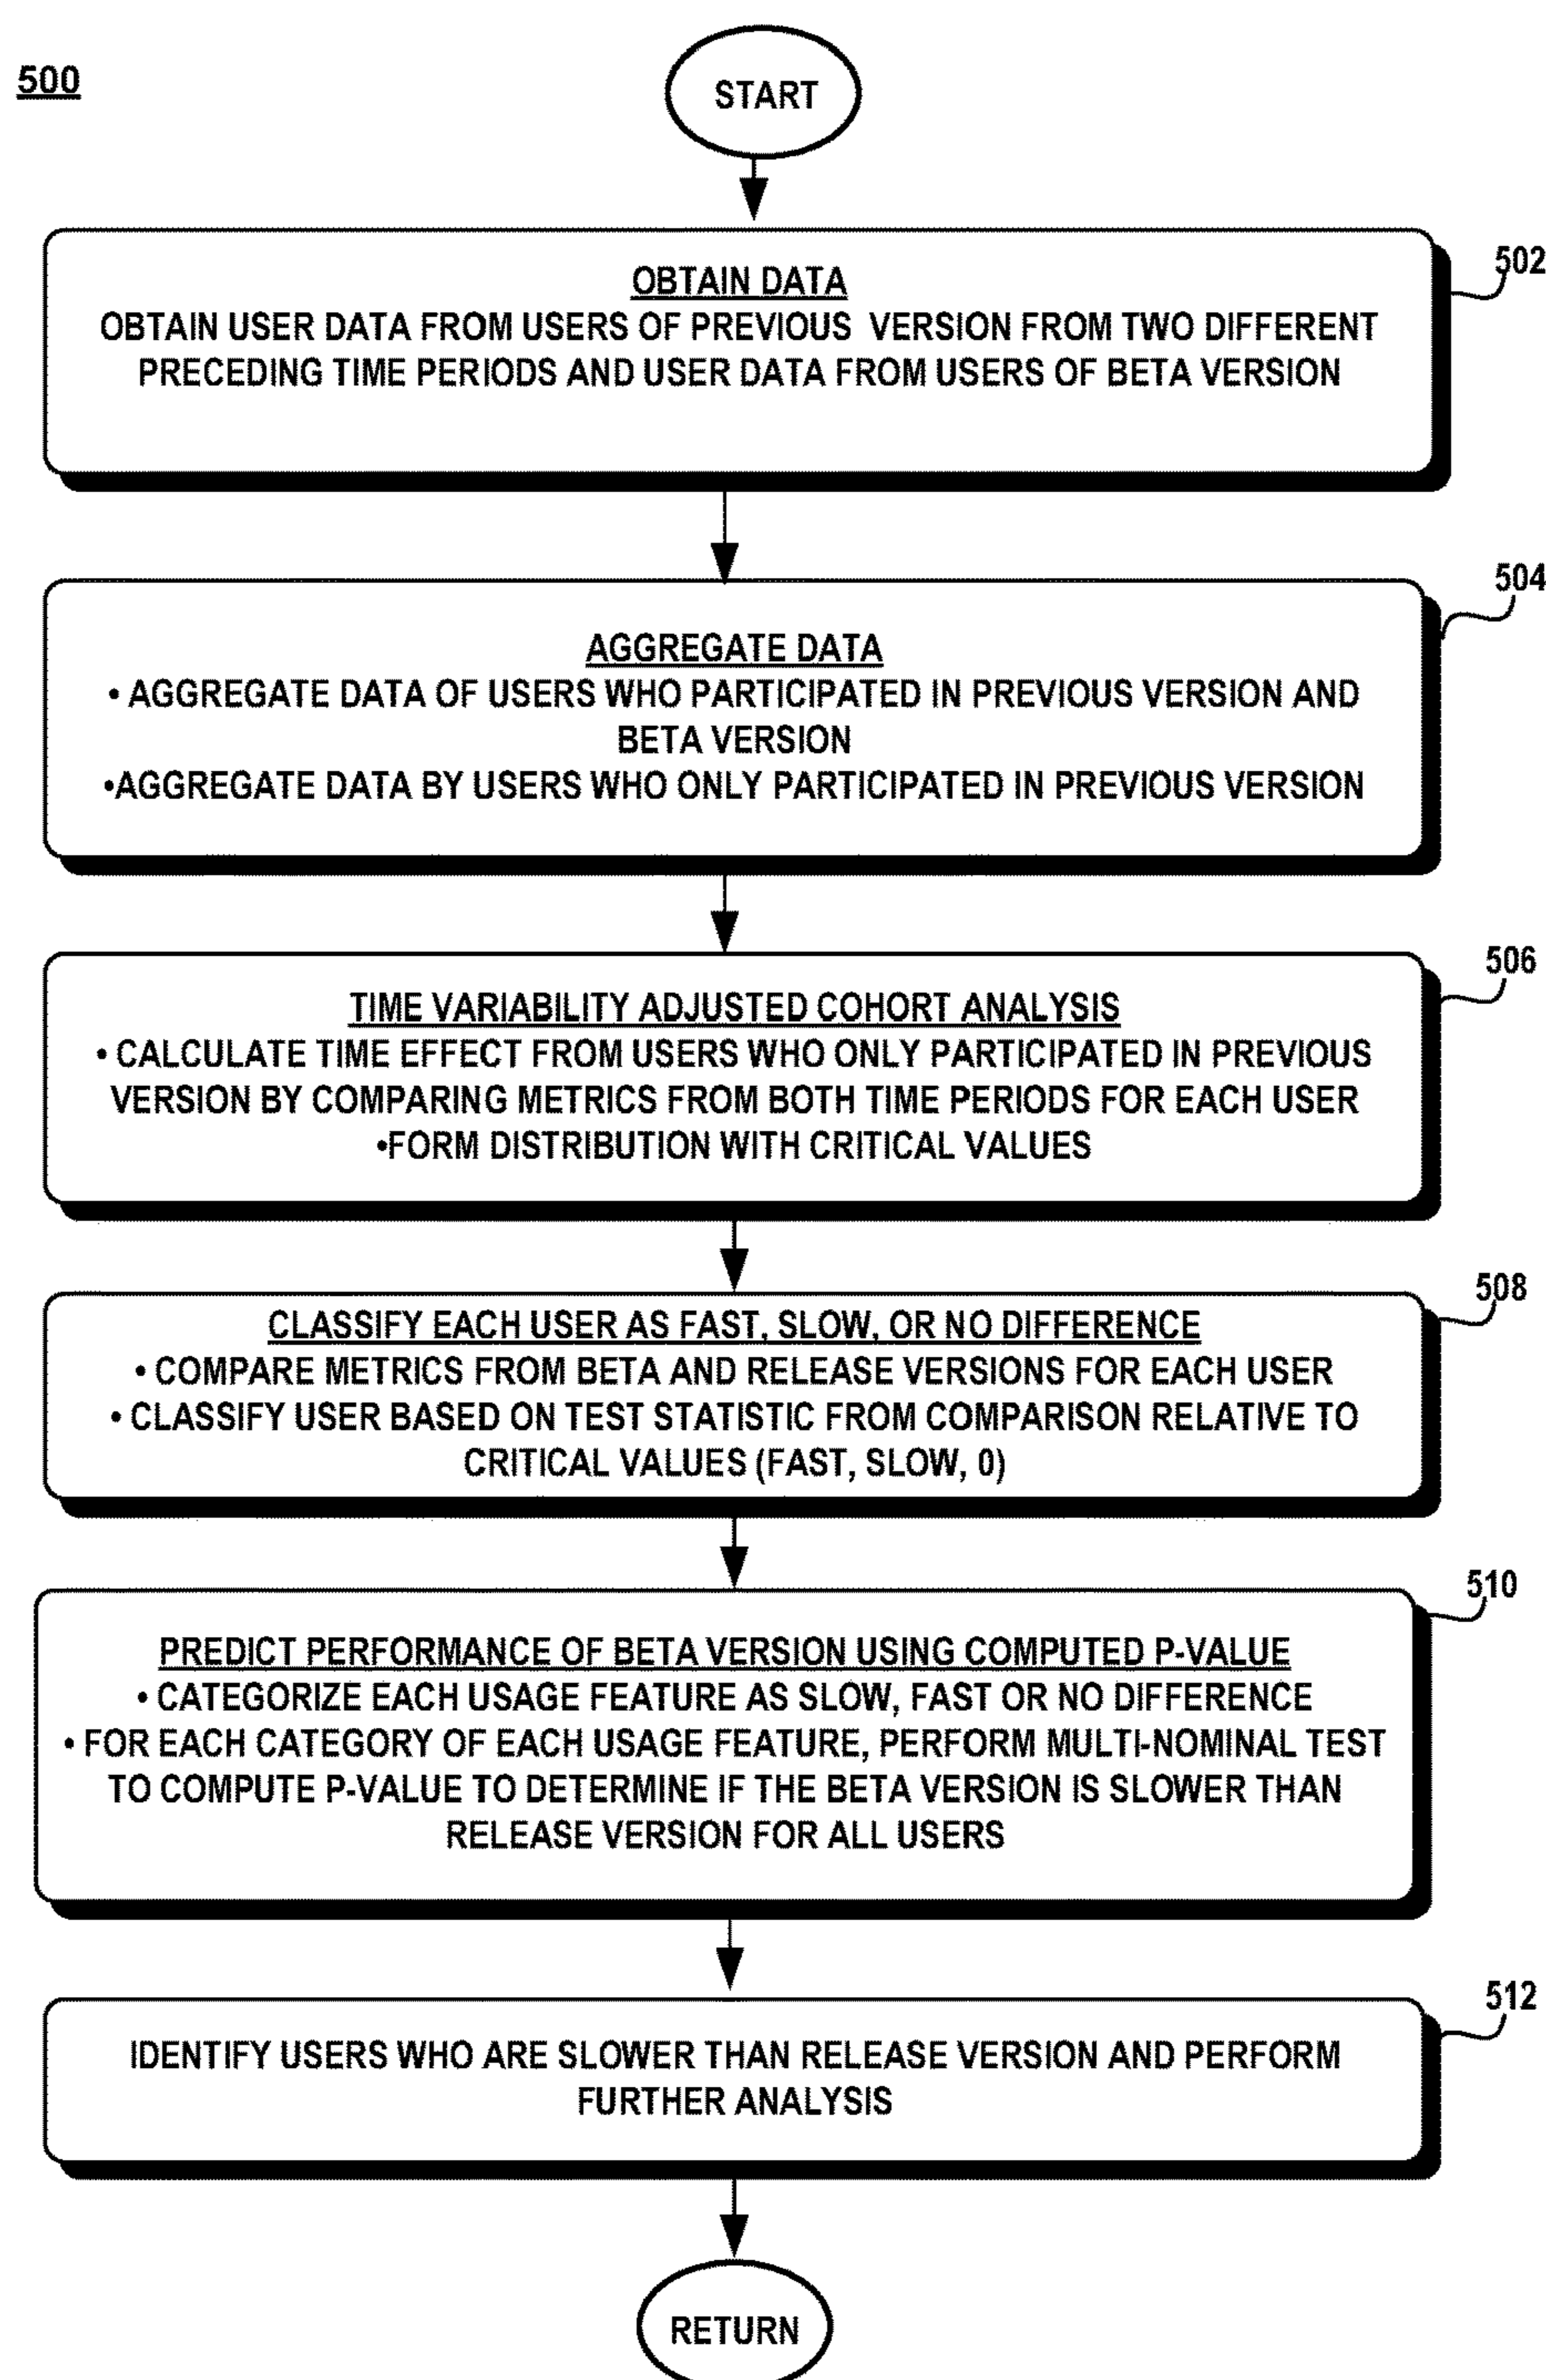 500
START
502
OBTAIN DATA
OBTAIN USER DATA FROM USERS OF PREVIOUS VERSION FROM TWO DIFFERENT
PRECEDING TIME PERIODS AND USER DATA FROM USERS OF BETA VERSION
504
AGGREGATE DATA
• AGGREGATE DATA OF USERS WHO PARTICIPATED IN PREVIOUS VERSION AND
BETA VERSION
•AGGREGATE DATA BY USERS WHO ONLY PARTICIPATED IN PREVIOUS VERSION
506
TIME VARIABILITY ADJUSTED COHORT ANALYSIS
• CALCULATE TIME EFFECT FROM USERS WHO ONLY PARTICIPATED IN PREVIOUS
VERSION BY COMPARING METRICS FROM BOTH TIME PERIODS FOR EACH USER
•FORM DISTRIBUTION WITH CRITICAL VALUES
508
CLASSIFY EACH USER AS FAST, SLOW, OR NO DIFFERENCE
• COMPARE METRICS FROM BETA AND RELEASE VERSIONS FOR EACH USER
• CLASSIFY USER BASED ON TEST STATISTIC FROM COMPARISON RELATIVE TO
CRITICAL VALUES (FAST, SLOW, 0)
510
PREDICT PERFORMANCE OF BETA VERSION USING COMPUTED P-VALUE
• CATEGORIZE EACH USAGE FEATURE AS SLOW, FAST OR NO DIFFERENCE
• FOR EACH CATEGORY OF EACH USAGE FEATURE, PERFORM MULTI-NOMINAL TEST
TO COMPUTE P-VALUE TO DETERMINE IF THE BETA VERSION IS SLOWER THAN
RELEASE VERSION FOR ALL USERS
512
IDENTIFY USERS WHO ARE SLOWER THAN RELEASE VERSION AND PERFORM
FURTHER ANALYSIS
RETURN